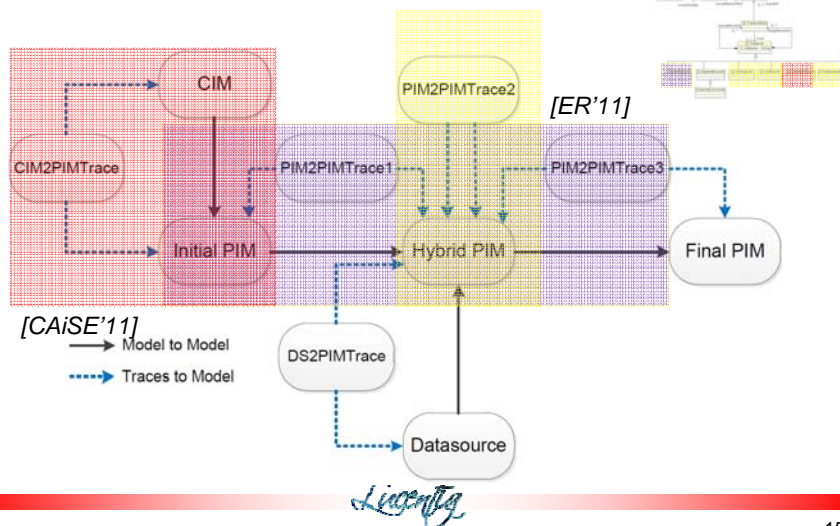 CIM
PIM2PIMTrace2
[ER'11]
CIM2PIMTrace
PIM2PIMTrace1
PIM2PIMTrace3
Initial PIM
Hybrid PIM
Final PIM
[CAiSE'11]
Model to Model
Traces to Model
DS2PIMTrace
Datasource
Lucentia